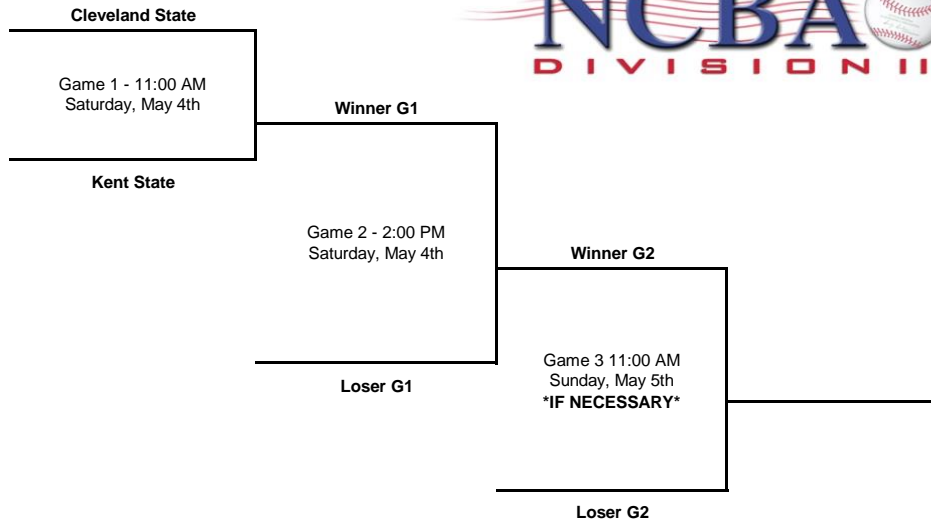 Cleveland State
NCBA
DIVISION II
Game 1 - 11:00 AM
Saturday, May 4th
Winner G1
Kent State
Game 2 - 2:00 PM
Saturday, May 4th
Winner G2
Game 3 11:00 AM
Sunday, May 5th
*IF NECESSARY*
Loser G1
Loser G2